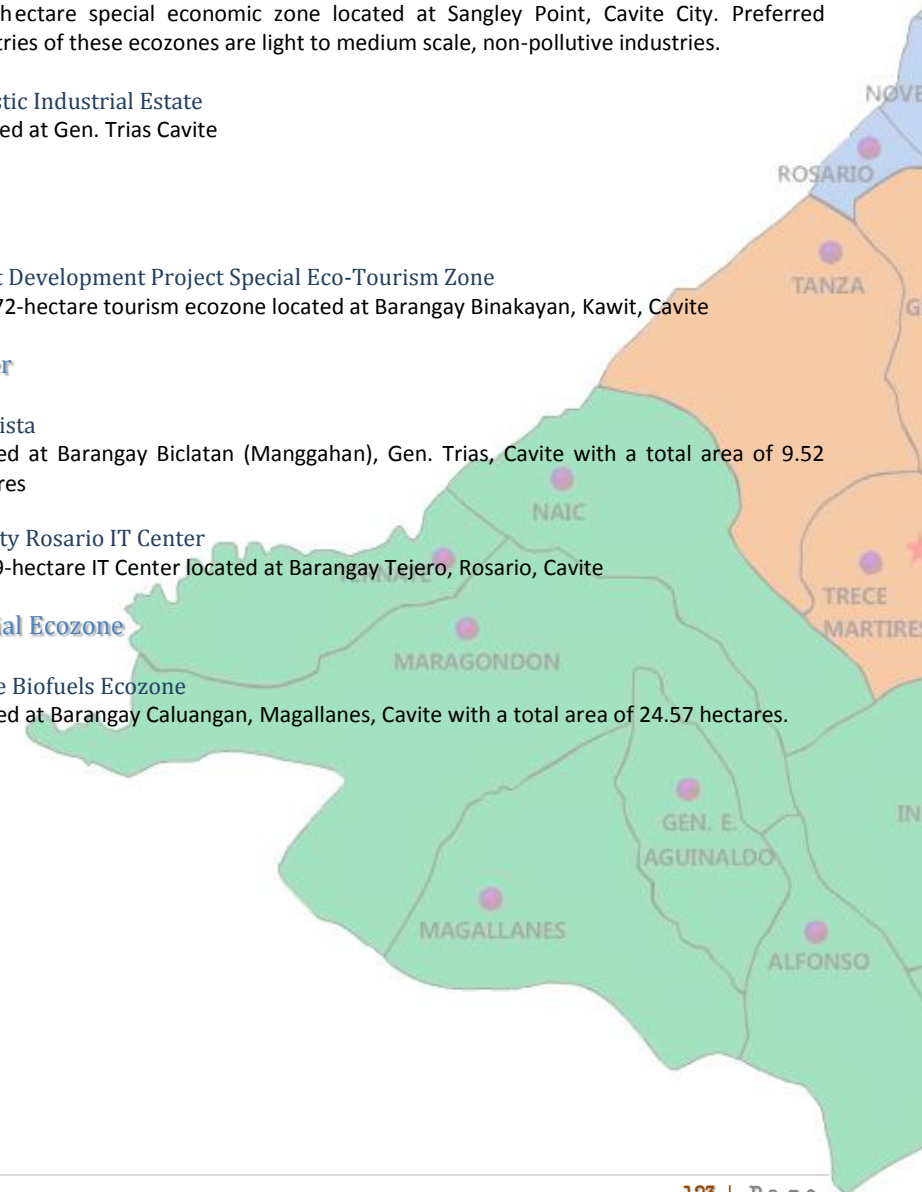 hectare special economic zone located at Sangley Point, Cavite City. Preferred
tries of these ecozones are light to medium scale, non-pollutive industries.
stic Industrial Estate
ed at Gen. Trias Cavite
t Development Project Special Eco-Tourism Zone
72-hectare tourism ecozone located at Barangay Binakayan, Kawit, Cavite
r
ista
ed at Barangay Biclatan (Manggahan), Gen. Trias, Cavite with a total area of 9.52
res
ty Rosario IT Center
9-hectare IT Center located at Barangay Tejero, Rosario, Cavite
ial Ecozone
e Biofuels Ecozone
ed at Barangay Caluangan, Magallanes, Cavite with a total area of 24.57 hectares.
NOVE
ROSARIO
TANZA
G
NAIC
TERNATE
TRECE
MARTIRES
MARAGONDON
IN
GEN. E.
AGUINALDO
MAGALLANES
ALFONSO
123 | Page